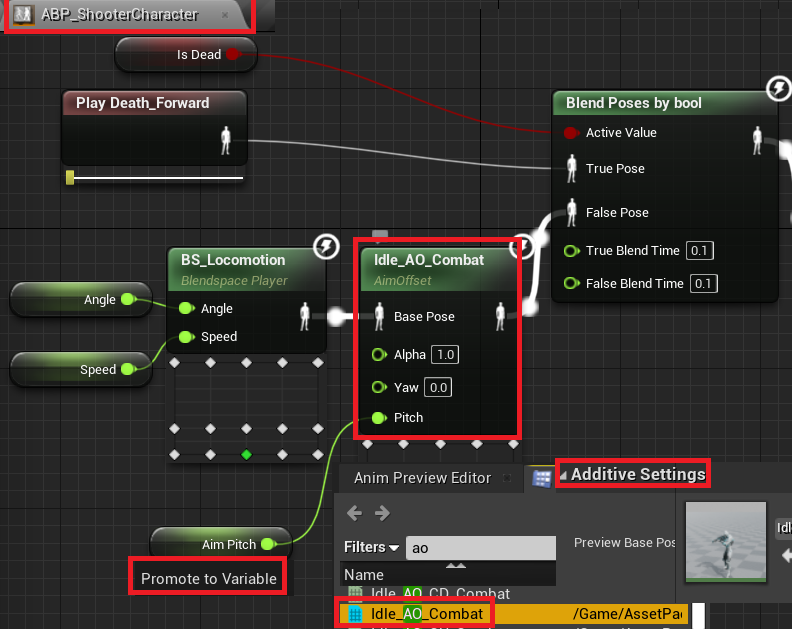 ABP_ShooterCharacter
Is Dead
Play Death_Forward
Blend Poses by bool
Active Value
True Pose
False Pose
True Blend Time 0.1
False Blend Time 0.1
BS_Locomotion
Blendspace Player
Angle
Angle
Speed
Speed
Idle_AO_Combat
AimOffset
Base Pose
Alpha 1.0
Yaw 0.0
Pitch
Aim Pitch
Promote to Variable
Anim Preview Editor
Additive Settings
Filters ao
Preview Base Pos
Name
Idle_AO_CD_Combat
Idle_AO_Combat /Game/AssetPac